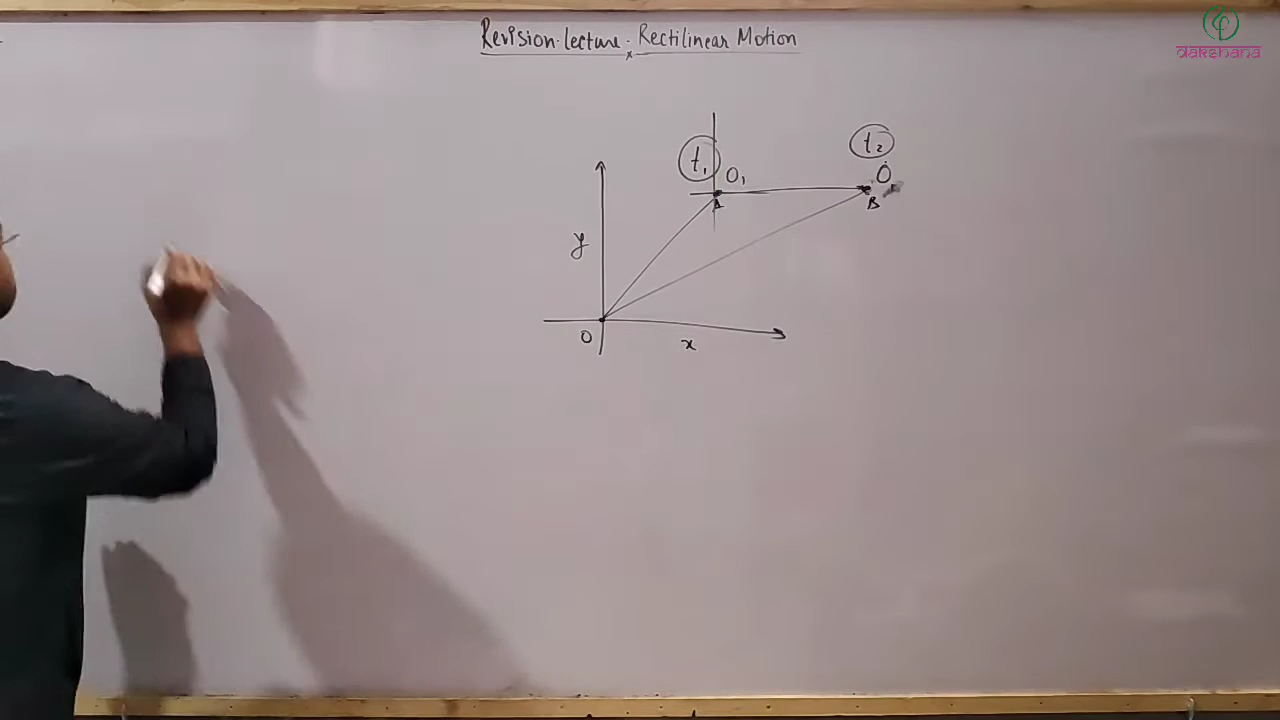 Revision lecture : Rectilinear Motion
dakshana
t₁
t₂
O₁
A
B
y
O
x